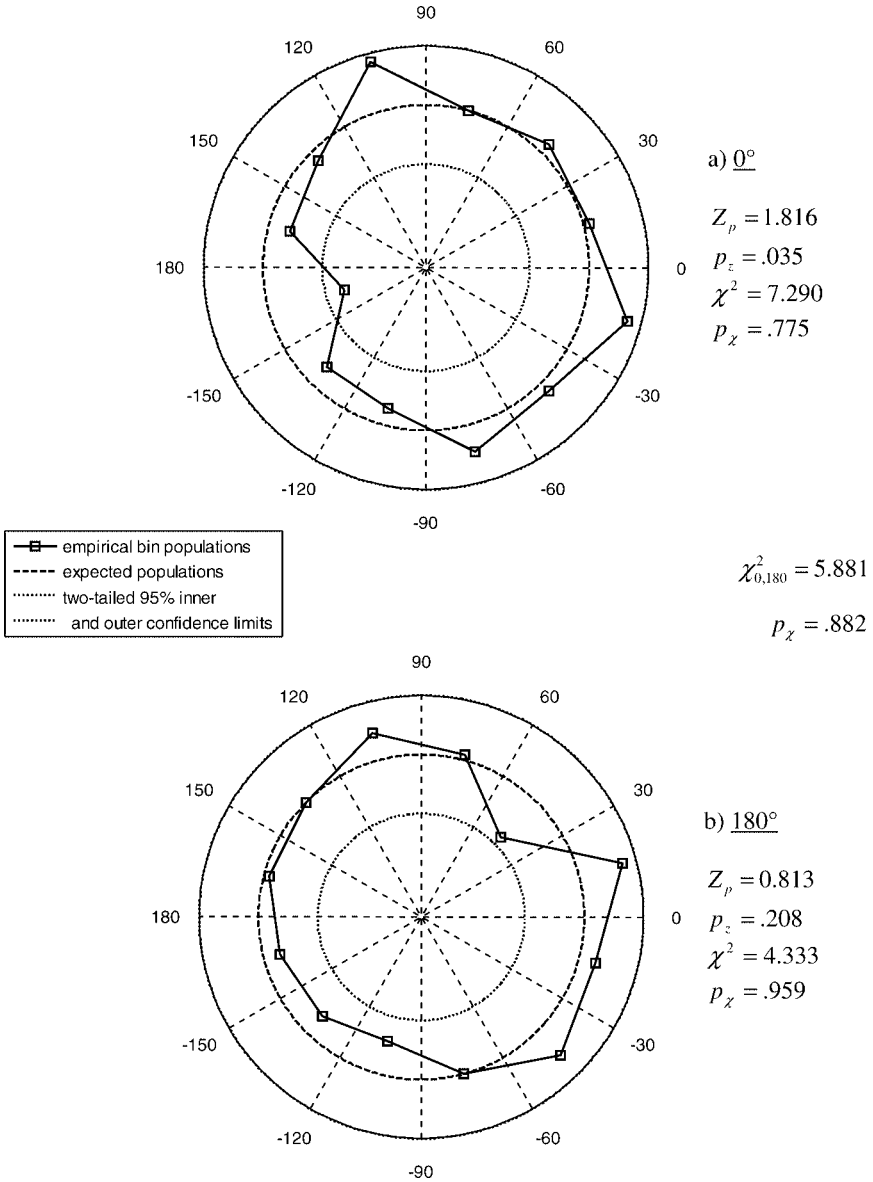 90
120
60
150
30
a) 0°
Z_p = 1.816
180
0
p_z = .035
χ² = 7.290
p_χ = .775
-150
-30
-120
-60
-90
empirical bin populations
expected populations
two-tailed 95% inner
and outer confidence limits
χ²_{0,180} = 5.881
p_χ = .882
90
120
60
150
30
b) 180°
Z_p = 0.813
180
0
p_z = .208
χ² = 4.333
p_χ = .959
-150
-30
-120
-60
-90